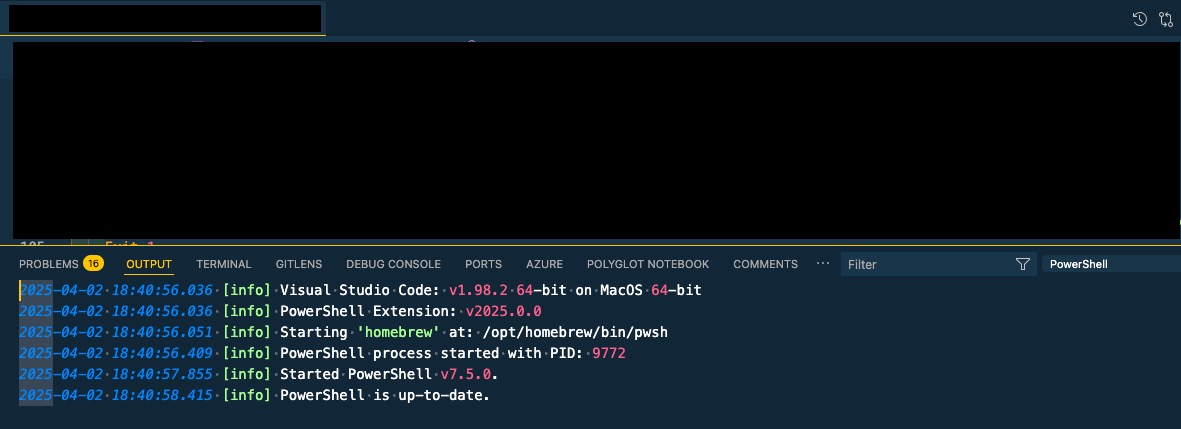 105 Exit 1
PROBLEMS 16 OUTPUT TERMINAL GITLENS DEBUG CONSOLE PORTS AZURE POLYGLOT NOTEBOOK COMMENTS ··· Filter PowerShell
2025-04-02·18:40:56.036·[info]·Visual·Studio·Code:·v1.98.2·64-bit·on·MacOS·64-bit
2025-04-02·18:40:56.036·[info]·PowerShell·Extension:·v2025.0.0
2025-04-02·18:40:56.051·[info]·Starting·'homebrew'·at:·/opt/homebrew/bin/pwsh
2025-04-02·18:40:56.409·[info]·PowerShell·process·started·with·PID:·9772
2025-04-02·18:40:57.855·[info]·Started·PowerShell·v7.5.0.
2025-04-02·18:40:58.415·[info]·PowerShell·is·up-to-date.